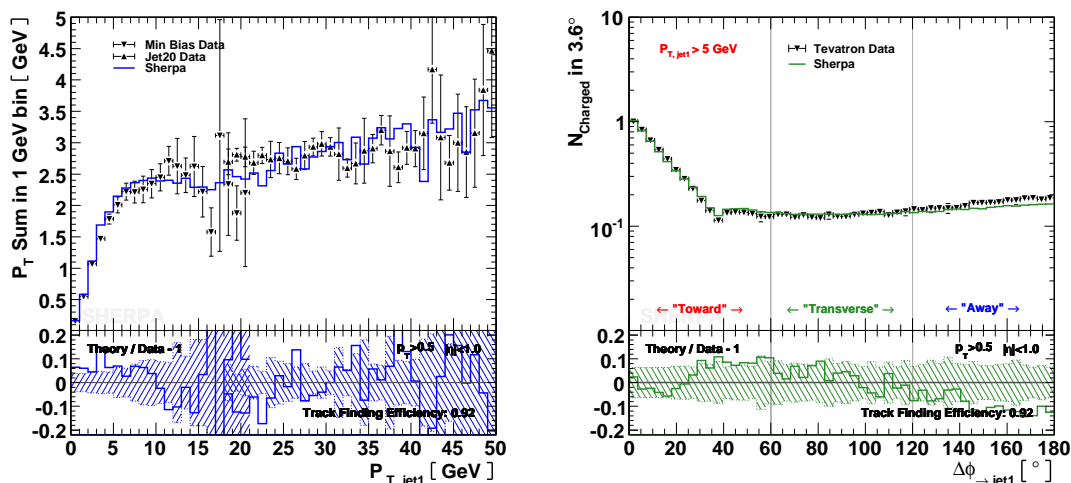 P_T Sum in 1 GeV bin [ GeV ]
5
4.5
4
3.5
3
2.5
2
1.5
1
0.5
Min Bias Data
Jet20 Data
Sherpa
SHERPA
0.2
0.1
0
-0.1
-0.2
Theory / Data - 1
p_T>0.5 |η|<1.0
Track Finding Efficiency: 0.92
0 5 10 15 20 25 30 35 40 45 50
P_T, jet1 [ GeV ]
N_Charged in 3.6°
1
10^-1
P_T, jet1 > 5 GeV
Tevatron Data
Sherpa
← "Toward" → ← "Transverse" → ← "Away" →
0.2
0.1
0
-0.1
-0.2
Theory / Data - 1
p_T>0.5 |η|<1.0
Track Finding Efficiency: 0.92
0 20 40 60 80 100 120 140 160 180
Δϕ→ jet1 [ ° ]